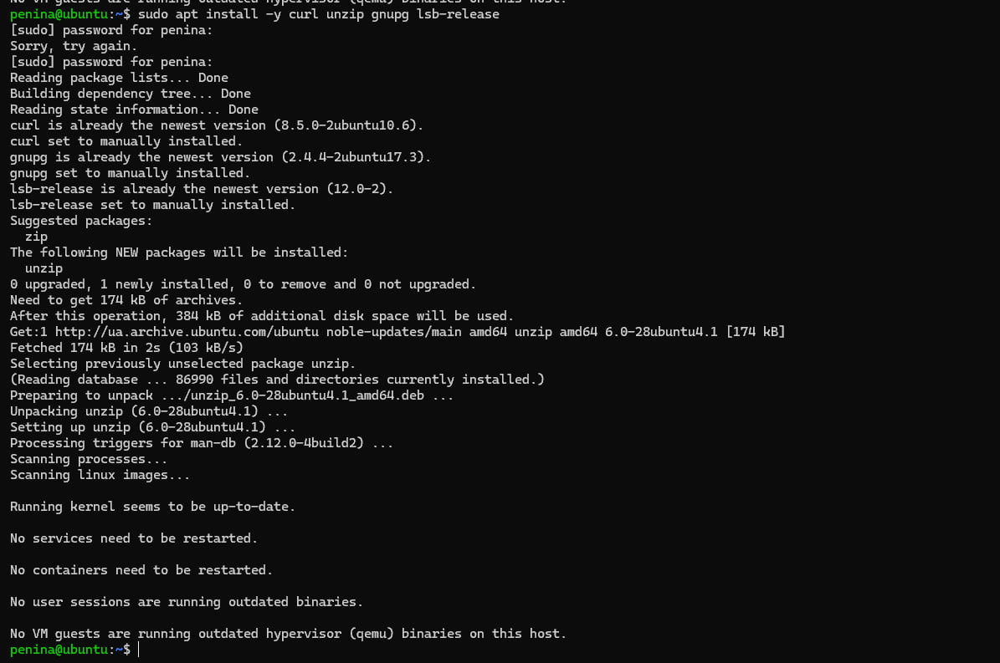 No VM guests are running outdated hypervisor (qemu) binaries on this host.
penina@ubuntu:~$ sudo apt install -y curl unzip gnupg lsb-release
[sudo] password for penina:
Sorry, try again.
[sudo] password for penina:
Reading package lists... Done
Building dependency tree... Done
Reading state information... Done
curl is already the newest version (8.5.0-2ubuntu10.6).
curl set to manually installed.
gnupg is already the newest version (2.4.4-2ubuntu17.3).
gnupg set to manually installed.
lsb-release is already the newest version (12.0-2).
lsb-release set to manually installed.
Suggested packages:
  zip
The following NEW packages will be installed:
  unzip
0 upgraded, 1 newly installed, 0 to remove and 0 not upgraded.
Need to get 174 kB of archives.
After this operation, 384 kB of additional disk space will be used.
Get:1 http://ua.archive.ubuntu.com/ubuntu noble-updates/main amd64 unzip amd64 6.0-28ubuntu4.1 [174 kB]
Fetched 174 kB in 2s (103 kB/s)
Selecting previously unselected package unzip.
(Reading database ... 86990 files and directories currently installed.)
Preparing to unpack .../unzip_6.0-28ubuntu4.1_amd64.deb ...
Unpacking unzip (6.0-28ubuntu4.1) ...
Setting up unzip (6.0-28ubuntu4.1) ...
Processing triggers for man-db (2.12.0-4build2) ...
Scanning processes...
Scanning linux images...
Running kernel seems to be up-to-date.
No services need to be restarted.
No containers need to be restarted.
No user sessions are running outdated binaries.
No VM guests are running outdated hypervisor (qemu) binaries on this host.
penina@ubuntu:~$